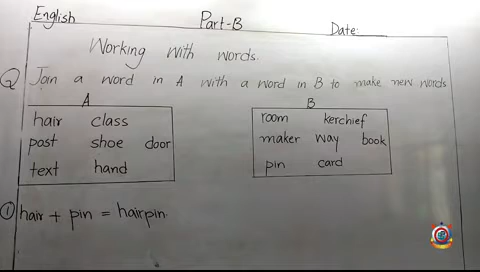 English Part-B Date:
Working with words.
Q Join a word in A with a word in B to make new words
A B
hair class room kerchief
post shoe door maker way book
text hand pin card
① hair + pin = hairpin.